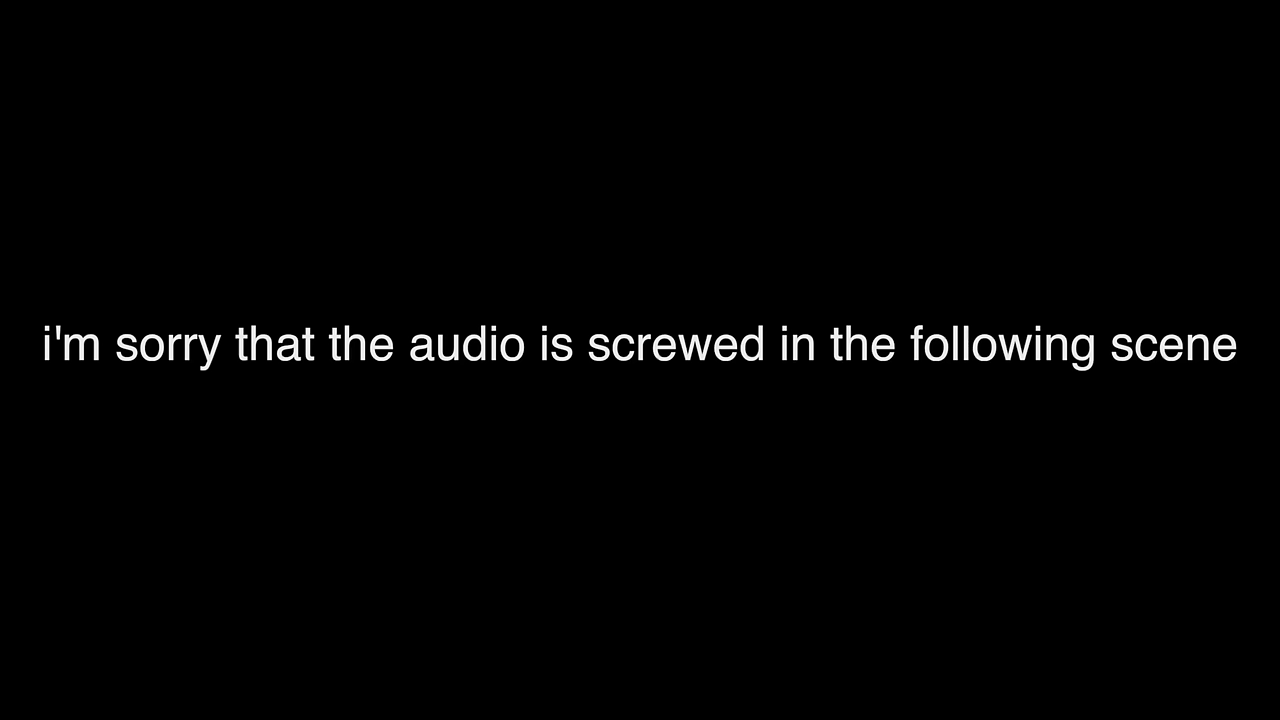 i'm sorry that the audio is screwed in the following scene